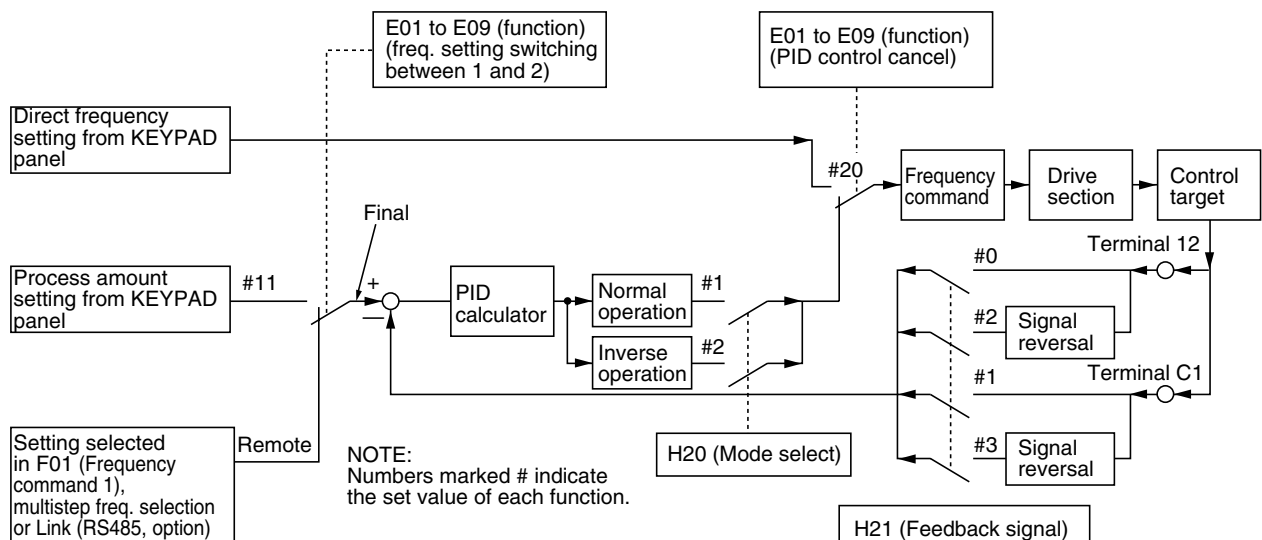 E01 to E09 (function)
(freq. setting switching
between 1 and 2)
E01 to E09 (function)
(PID control cancel)
Direct frequency
setting from KEYPAD
panel
#20
Frequency
command
Drive
section
Control
target
Final
Terminal 12
#0
Process amount
setting from KEYPAD
panel
#11
+
−
PID
calculator
Normal
operation
#1
Inverse
operation
#2
#2
Signal
reversal
Terminal C1
#1
#3
Signal
reversal
Setting selected
in F01 (Frequency
command 1),
multistep freq. selection
or Link (RS485, option)
Remote
NOTE:
Numbers marked # indicate
the set value of each function.
H20 (Mode select)
H21 (Feedback signal)